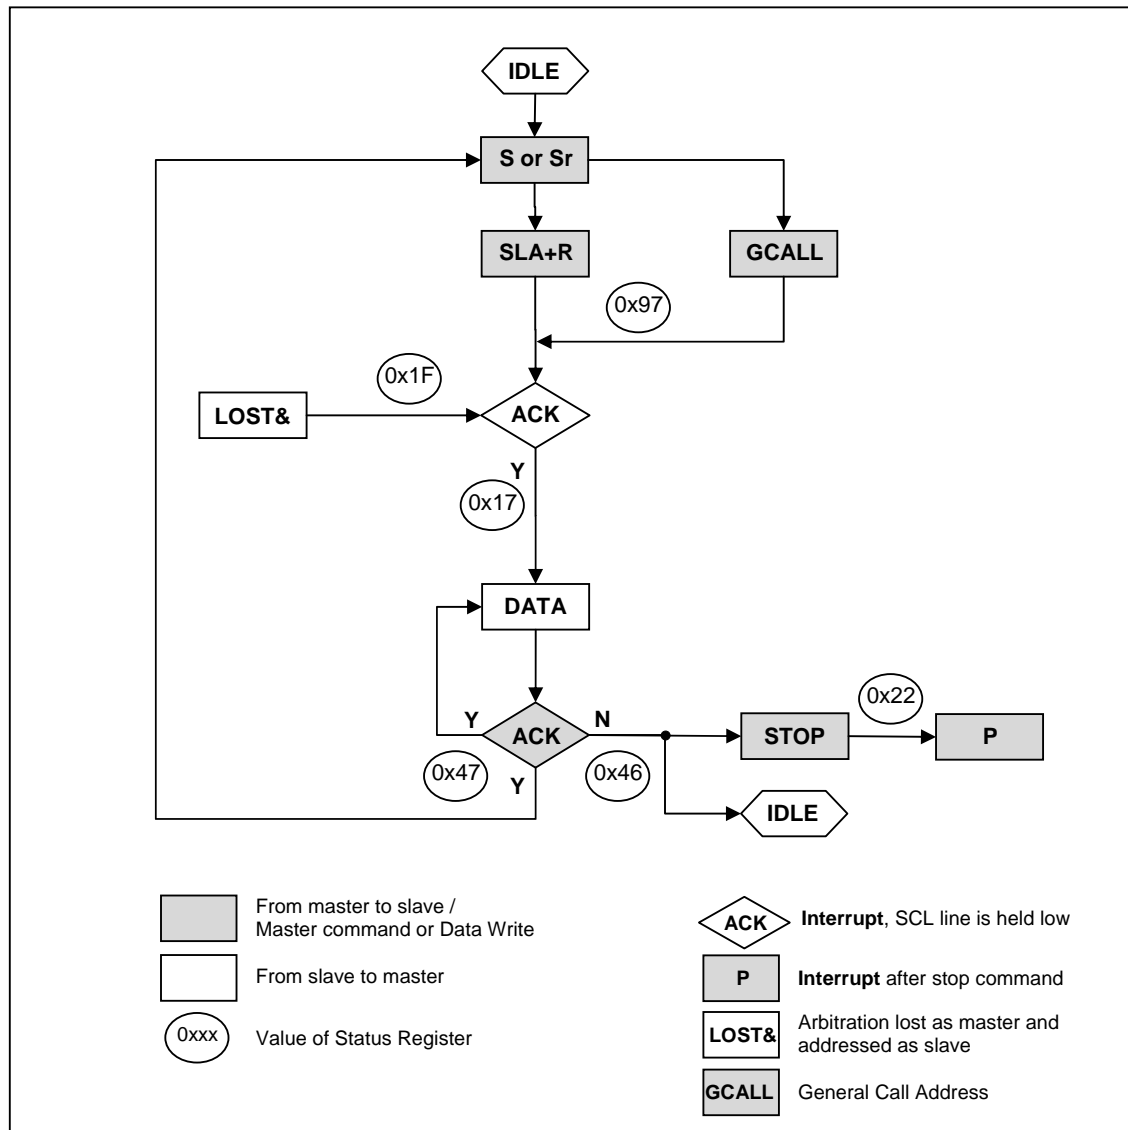 IDLE
S or Sr
SLA+R
GCALL
0x97
0x1F
LOST&
ACK
Y
0x17
DATA
Y
ACK
N
0x22
STOP
P
0x47
Y
0x46
IDLE
From master to slave /
Master command or Data Write
From slave to master
0xxx
Value of Status Register
ACK
Interrupt, SCL line is held low
P
Interrupt after stop command
LOST&
Arbitration lost as master and
addressed as slave
GCALL
General Call Address